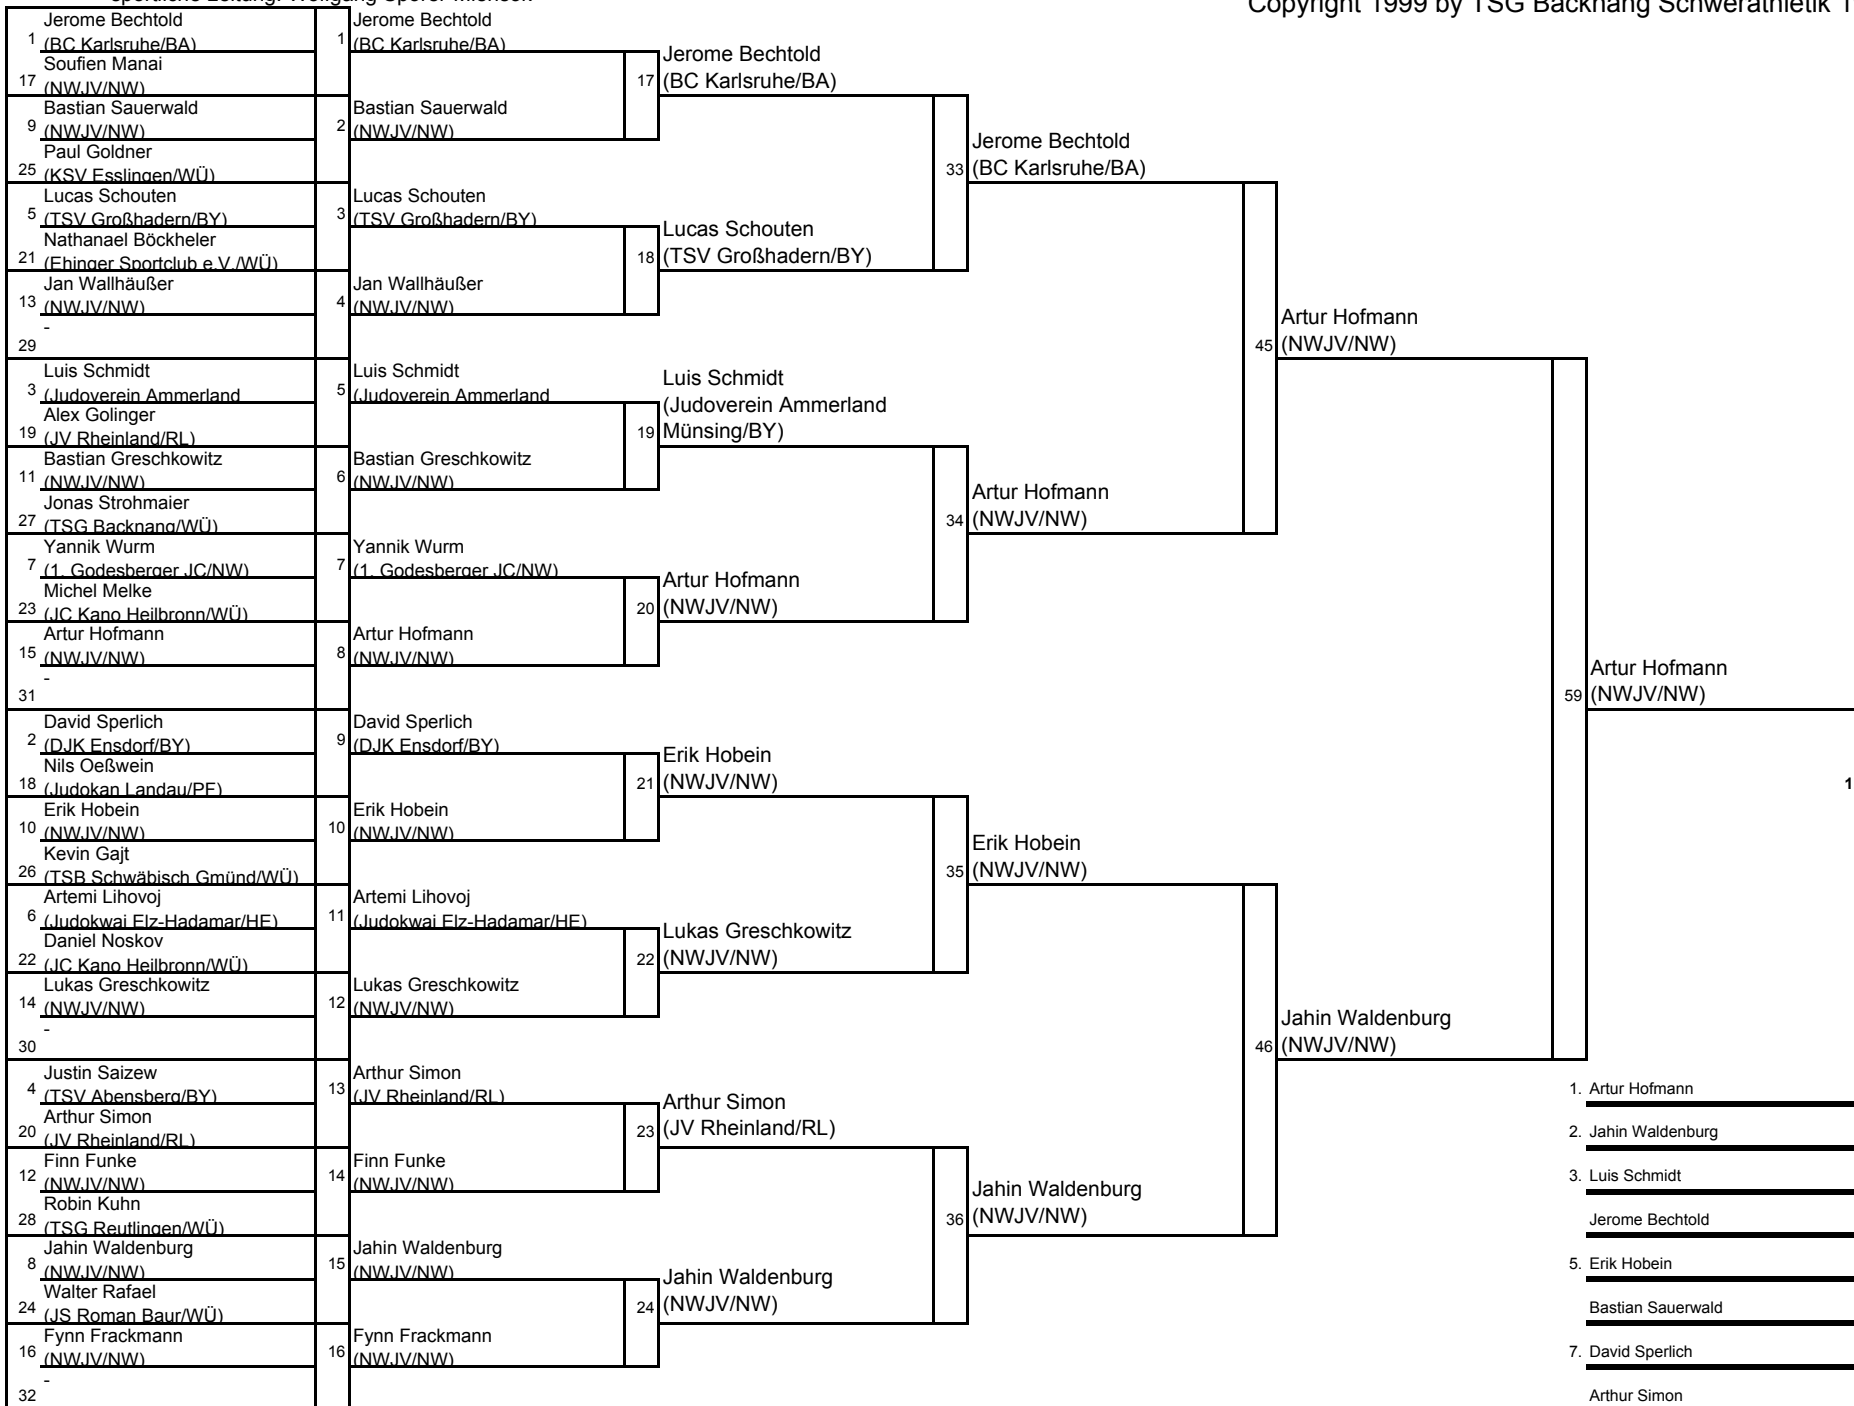 Copyright 1999 by TSG Backnang Schwerathletik 1
Jerome Bechtold
1 (BC Karlsruhe/BA)
Soufien Manai
17 (NWJV/NW)
Bastian Sauerwald
9 (NWJV/NW)
Paul Goldner
25 (KSV Esslingen/WÜ)
Lucas Schouten
5 (TSV Großhadern/BY)
Nathanael Böckheler
21 (Ehinger Sportclub e.V./WÜ)
Jan Wallhäußer
13 (NWJV/NW)
-
29
Luis Schmidt
3 (Judoverein Ammerland
Alex Golinger
19 (JV Rheinland/RL)
Bastian Greschkowitz
11 (NWJV/NW)
Jonas Strohmaier
27 (TSG Backnang/WÜ)
Yannik Wurm
7 (1. Godesberger JC/NW)
Michel Melke
23 (JC Kano Heilbronn/WÜ)
Artur Hofmann
15 (NWJV/NW)
-
31
David Sperlich
2 (DJK Ensdorf/BY)
Nils Oeßwein
18 (Judokan Landau/PF)
Erik Hobein
10 (NWJV/NW)
Kevin Gajt
26 (TSB Schwäbisch Gmünd/WÜ)
Artemi Lihovoj
6 (Judokwai Elz-Hadamar/HE)
Daniel Noskov
22 (JC Kano Heilbronn/WÜ)
Lukas Greschkowitz
14 (NWJV/NW)
-
30
Justin Saizew
4 (TSV Abensberg/BY)
Arthur Simon
20 (JV Rheinland/RL)
Finn Funke
12 (NWJV/NW)
Robin Kuhn
28 (TSG Reutlingen/WÜ)
Jahin Waldenburg
8 (NWJV/NW)
Walter Rafael
24 (JS Roman Baur/WÜ)
Fynn Frackmann
16 (NWJV/NW)
-
32
Jerome Bechtold
1 (BC Karlsruhe/BA)
Bastian Sauerwald
2 (NWJV/NW)
Lucas Schouten
3 (TSV Großhadern/BY)
Jan Wallhäußer
4 (NWJV/NW)
Luis Schmidt
5 (Judoverein Ammerland
Bastian Greschkowitz
6 (NWJV/NW)
Yannik Wurm
7 (1. Godesberger JC/NW)
Artur Hofmann
8 (NWJV/NW)
David Sperlich
9 (DJK Ensdorf/BY)
Erik Hobein
10 (NWJV/NW)
Artemi Lihovoj
11 (Judokwai Elz-Hadamar/HE)
Lukas Greschkowitz
12 (NWJV/NW)
Arthur Simon
13 (JV Rheinland/RL)
Finn Funke
14 (NWJV/NW)
Jahin Waldenburg
15 (NWJV/NW)
Fynn Frackmann
16 (NWJV/NW)
Jerome Bechtold
17 (BC Karlsruhe/BA)
Lucas Schouten
18 (TSV Großhadern/BY)
Luis Schmidt
(Judoverein Ammerland
19 Münsing/BY)
Artur Hofmann
20 (NWJV/NW)
Erik Hobein
21 (NWJV/NW)
Lukas Greschkowitz
22 (NWJV/NW)
Arthur Simon
23 (JV Rheinland/RL)
Jahin Waldenburg
24 (NWJV/NW)
Jerome Bechtold
33 (BC Karlsruhe/BA)
Artur Hofmann
34 (NWJV/NW)
Erik Hobein
35 (NWJV/NW)
Jahin Waldenburg
36 (NWJV/NW)
Artur Hofmann
45 (NWJV/NW)
Jahin Waldenburg
46 (NWJV/NW)
Artur Hofmann
59 (NWJV/NW)
1
1. Artur Hofmann
2. Jahin Waldenburg
3. Luis Schmidt
Jerome Bechtold
5. Erik Hobein
Bastian Sauerwald
7. David Sperlich
Arthur Simon